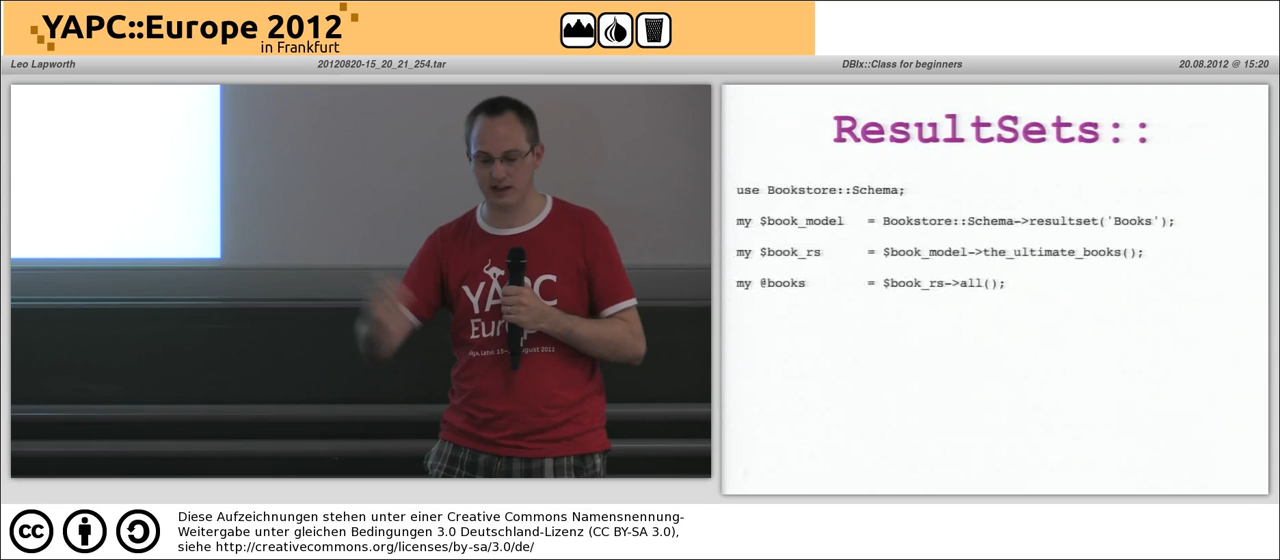 YAPC::Europe 2012
in Frankfurt
Leo Lapworth
20120820-15_20_21_254.tar
DBIx::Class for beginners
20.08.2012 @ 15:20
YAPC
Europe
August 2011
ResultSets::
use Bookstore::Schema;
my $book_model = Bookstore::Schema->resultset('Books');
my $book_rs = $book_model->the_ultimate_books();
my @books = $book_rs->all();
cc
Diese Aufzeichnungen stehen unter einer Creative Commons Namensnennung-
Weitergabe unter gleichen Bedingungen 3.0 Deutschland-Lizenz (CC BY-SA 3.0),
siehe http://creativecommons.org/licenses/by-sa/3.0/de/